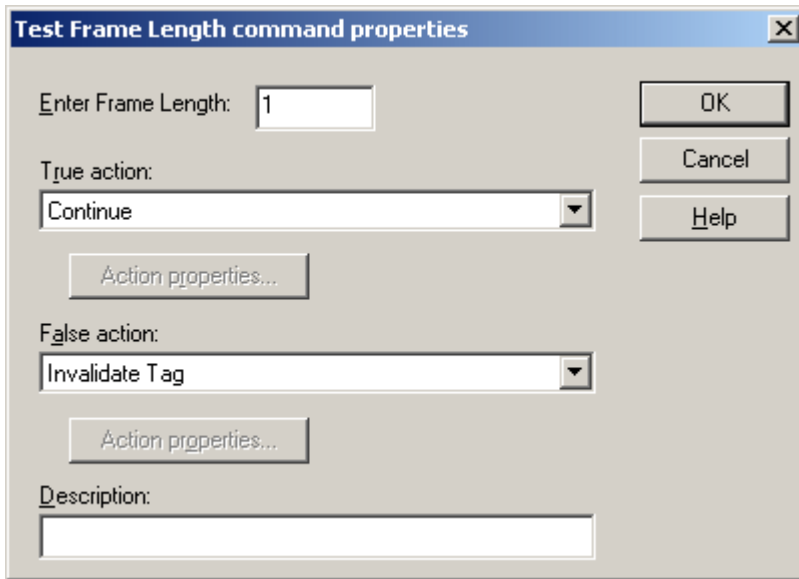 Test Frame Length command properties
Enter Frame Length: 1
OK
True action:
Cancel
Continue
Help
Action properties...
False action:
Invalidate Tag
Action properties...
Description: